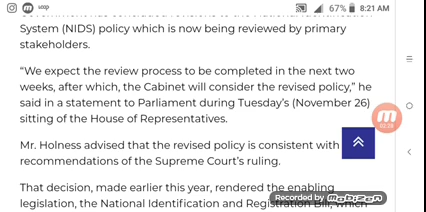 67% 8:21 AM
System (NIDS) policy which is now being reviewed by primary
stakeholders.
“We expect the review process to be completed in the next two
weeks, after which, the Cabinet will consider the revised policy,” he
said in a statement to Parliament during Tuesday’s (November 26)
sitting of the House of Representatives.
Mr. Holness advised that the revised policy is consistent with
recommendations of the Supreme Court’s ruling.
That decision, made earlier this year, rendered the enabling
legislation, the National Identification and Registration Bill, which
Recorded by mobizen